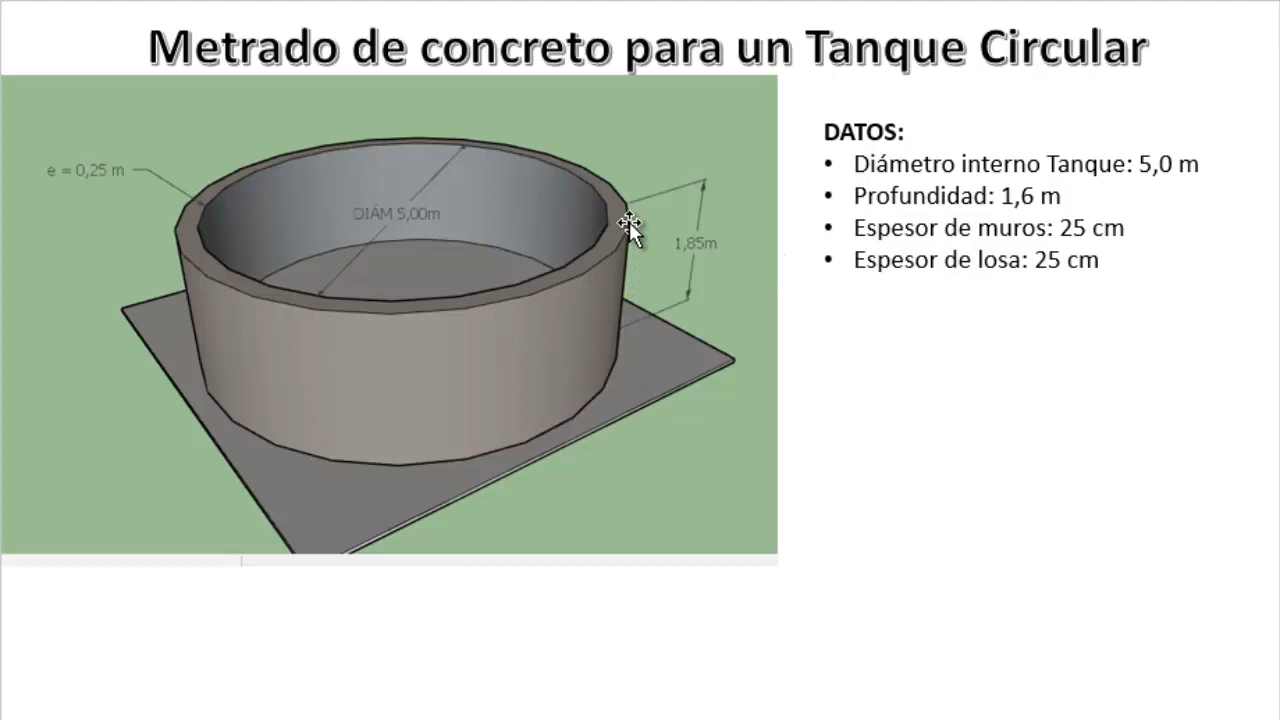 Metrado de concreto para un Tanque Circular
e = 0,25 m
DIÁM 5,00m
1,85m
DATOS:
• Diámetro interno Tanque: 5,0 m
• Profundidad: 1,6 m
• Espesor de muros: 25 cm
• Espesor de losa: 25 cm